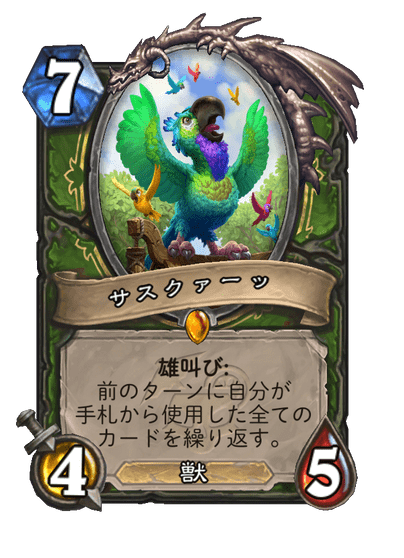 7
サスクァーッ
雄叫び:
前のターンに自分が
手札から使用した全ての
カードを繰り返す。
4
獣
5